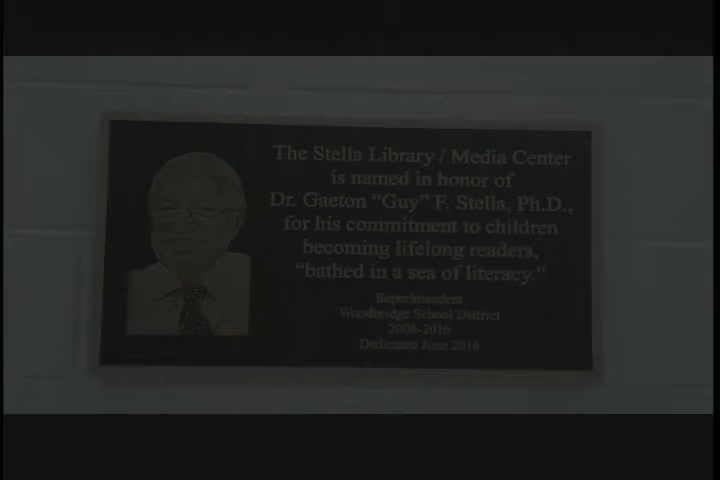 The Stella Library / Media Center
is named in honor of
Dr. Gaeton "Guy" F. Stella, Ph.D.,
for his commitment to children
becoming lifelong readers,
"bathed in a sea of literacy."
Superintendent
Woodbridge School District
2006-2016
Dedicated June 2016